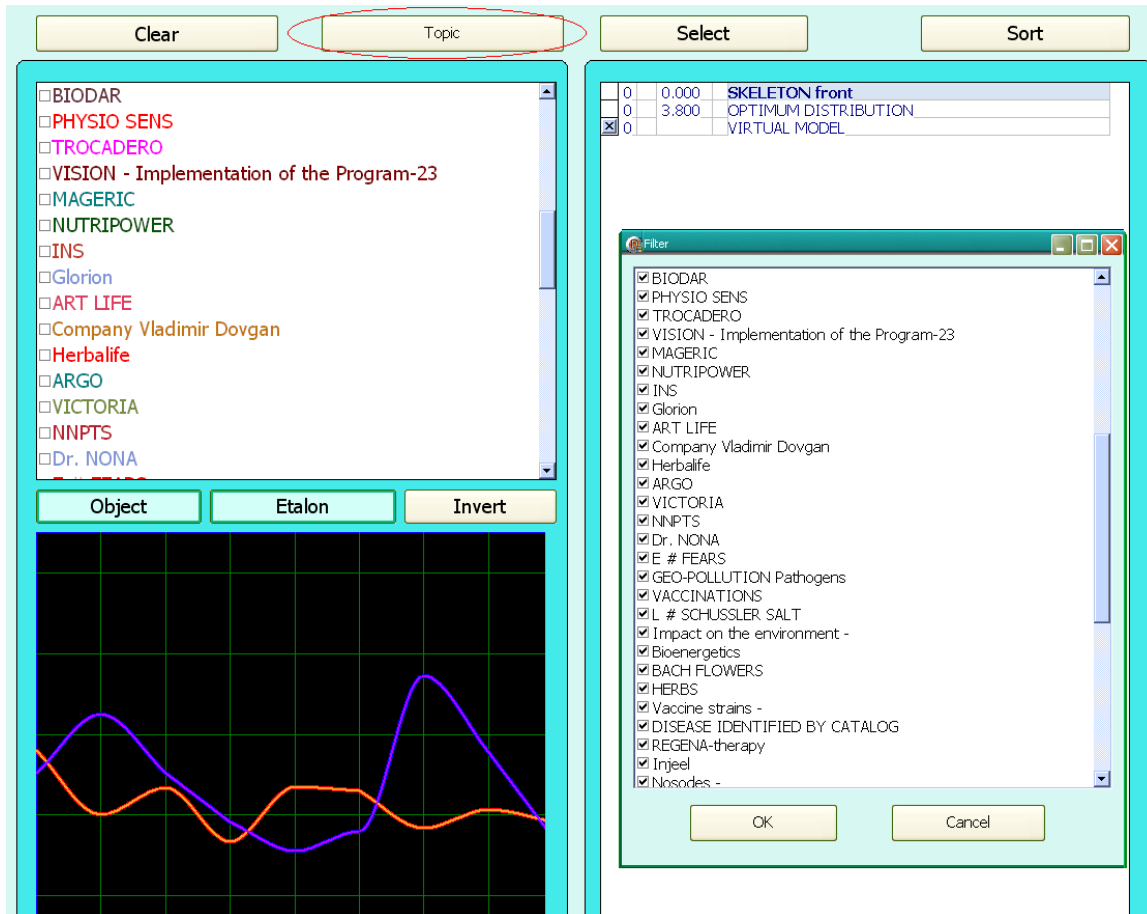 Clear
Topic
Select
Sort
BIODAR
PHYSIO SENS
TROCADERO
VISION - Implementation of the Program-23
MAGERIC
NUTRIPOWER
INS
Glorion
ART LIFE
Company Vladimir Dovgan
Herbalife
ARGO
VICTORIA
NNPTS
Dr. NONA
Object
Etalon
Invert
0 0.000 SKELETON front
0 3.800 OPTIMUM DISTRIBUTION
0 VIRTUAL MODEL
Filter
BIODAR
PHYSIO SENS
TROCADERO
VISION - Implementation of the Program-23
MAGERIC
NUTRIPOWER
INS
Glorion
ART LIFE
Company Vladimir Dovgan
Herbalife
ARGO
VICTORIA
NNPTS
Dr. NONA
E # FEARS
GEO-POLLUTION Pathogens
VACCINATIONS
L # SCHUSSLER SALT
Impact on the environment -
Bioenergetics
BACH FLOWERS
HERBS
Vaccine strains -
DISEASE IDENTIFIED BY CATALOG
REGENA-therapy
Injeel
Nosodes -
OK
Cancel